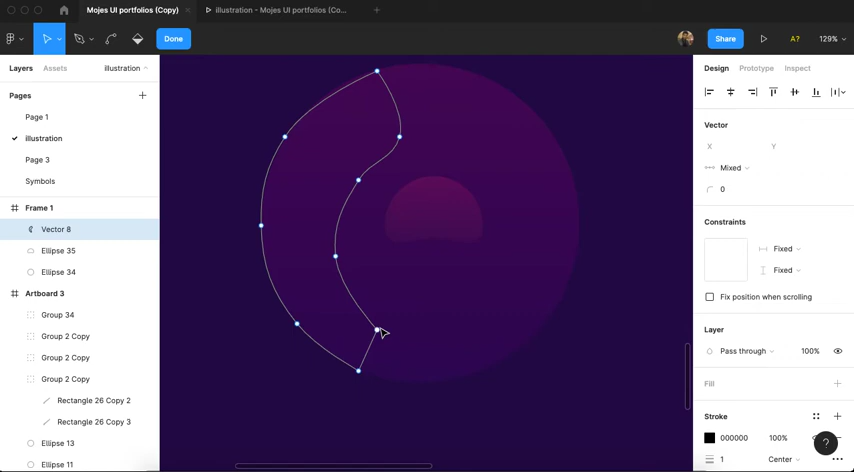 Mojes UI portfolios (Copy)
illustration - Mojes UI portfolios (Co...
Done
Share
A?
129%
Layers
Assets
illustration
Design
Prototype
Inspect
Pages
Page 1
illustration
Page 3
Symbols
Frame 1
Vector 8
Ellipse 35
Ellipse 34
Artboard 3
Group 34
Group 2 Copy
Group 2 Copy
Group 2 Copy
Rectangle 26 Copy 2
Rectangle 26 Copy 3
Ellipse 13
Ellipse 11
Vector
X
Y
Mixed
0
Constraints
Fixed
Fixed
Fix position when scrolling
Layer
Pass through
100%
Fill
Stroke
000000
100%
1
Center
?